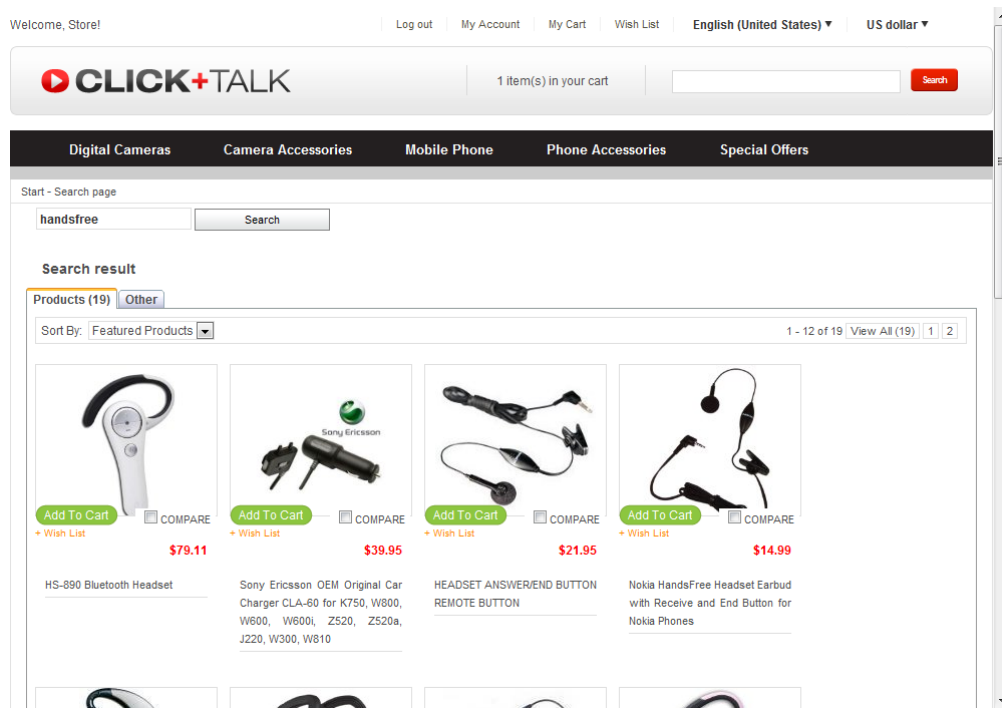 Welcome, Store!
Log out My Account My Cart Wish List English (United States) US dollar
CLICK+TALK
1 item(s) in your cart
Search
Digital Cameras Camera Accessories Mobile Phone Phone Accessories Special Offers
Start - Search page
handsfree Search
Search result
Products (19) Other
Sort By: Featured Products
1 - 12 of 19 View All (19) 1 2
Sony Ericsson
Add To Cart COMPARE Add To Cart COMPARE Add To Cart COMPARE Add To Cart COMPARE
+ Wish List + Wish List + Wish List + Wish List
$79.11 $39.95 $21.95 $14.99
HS-890 Bluetooth Headset
Sony Ericsson OEM Original Car
Charger CLA-60 for K750, W800,
W600, W600i, Z520, Z520a,
J220, W300, W810
HEADSET ANSWER/END BUTTON
REMOTE BUTTON
Nokia HandsFree Headset Earbud
with Receive and End Button for
Nokia Phones